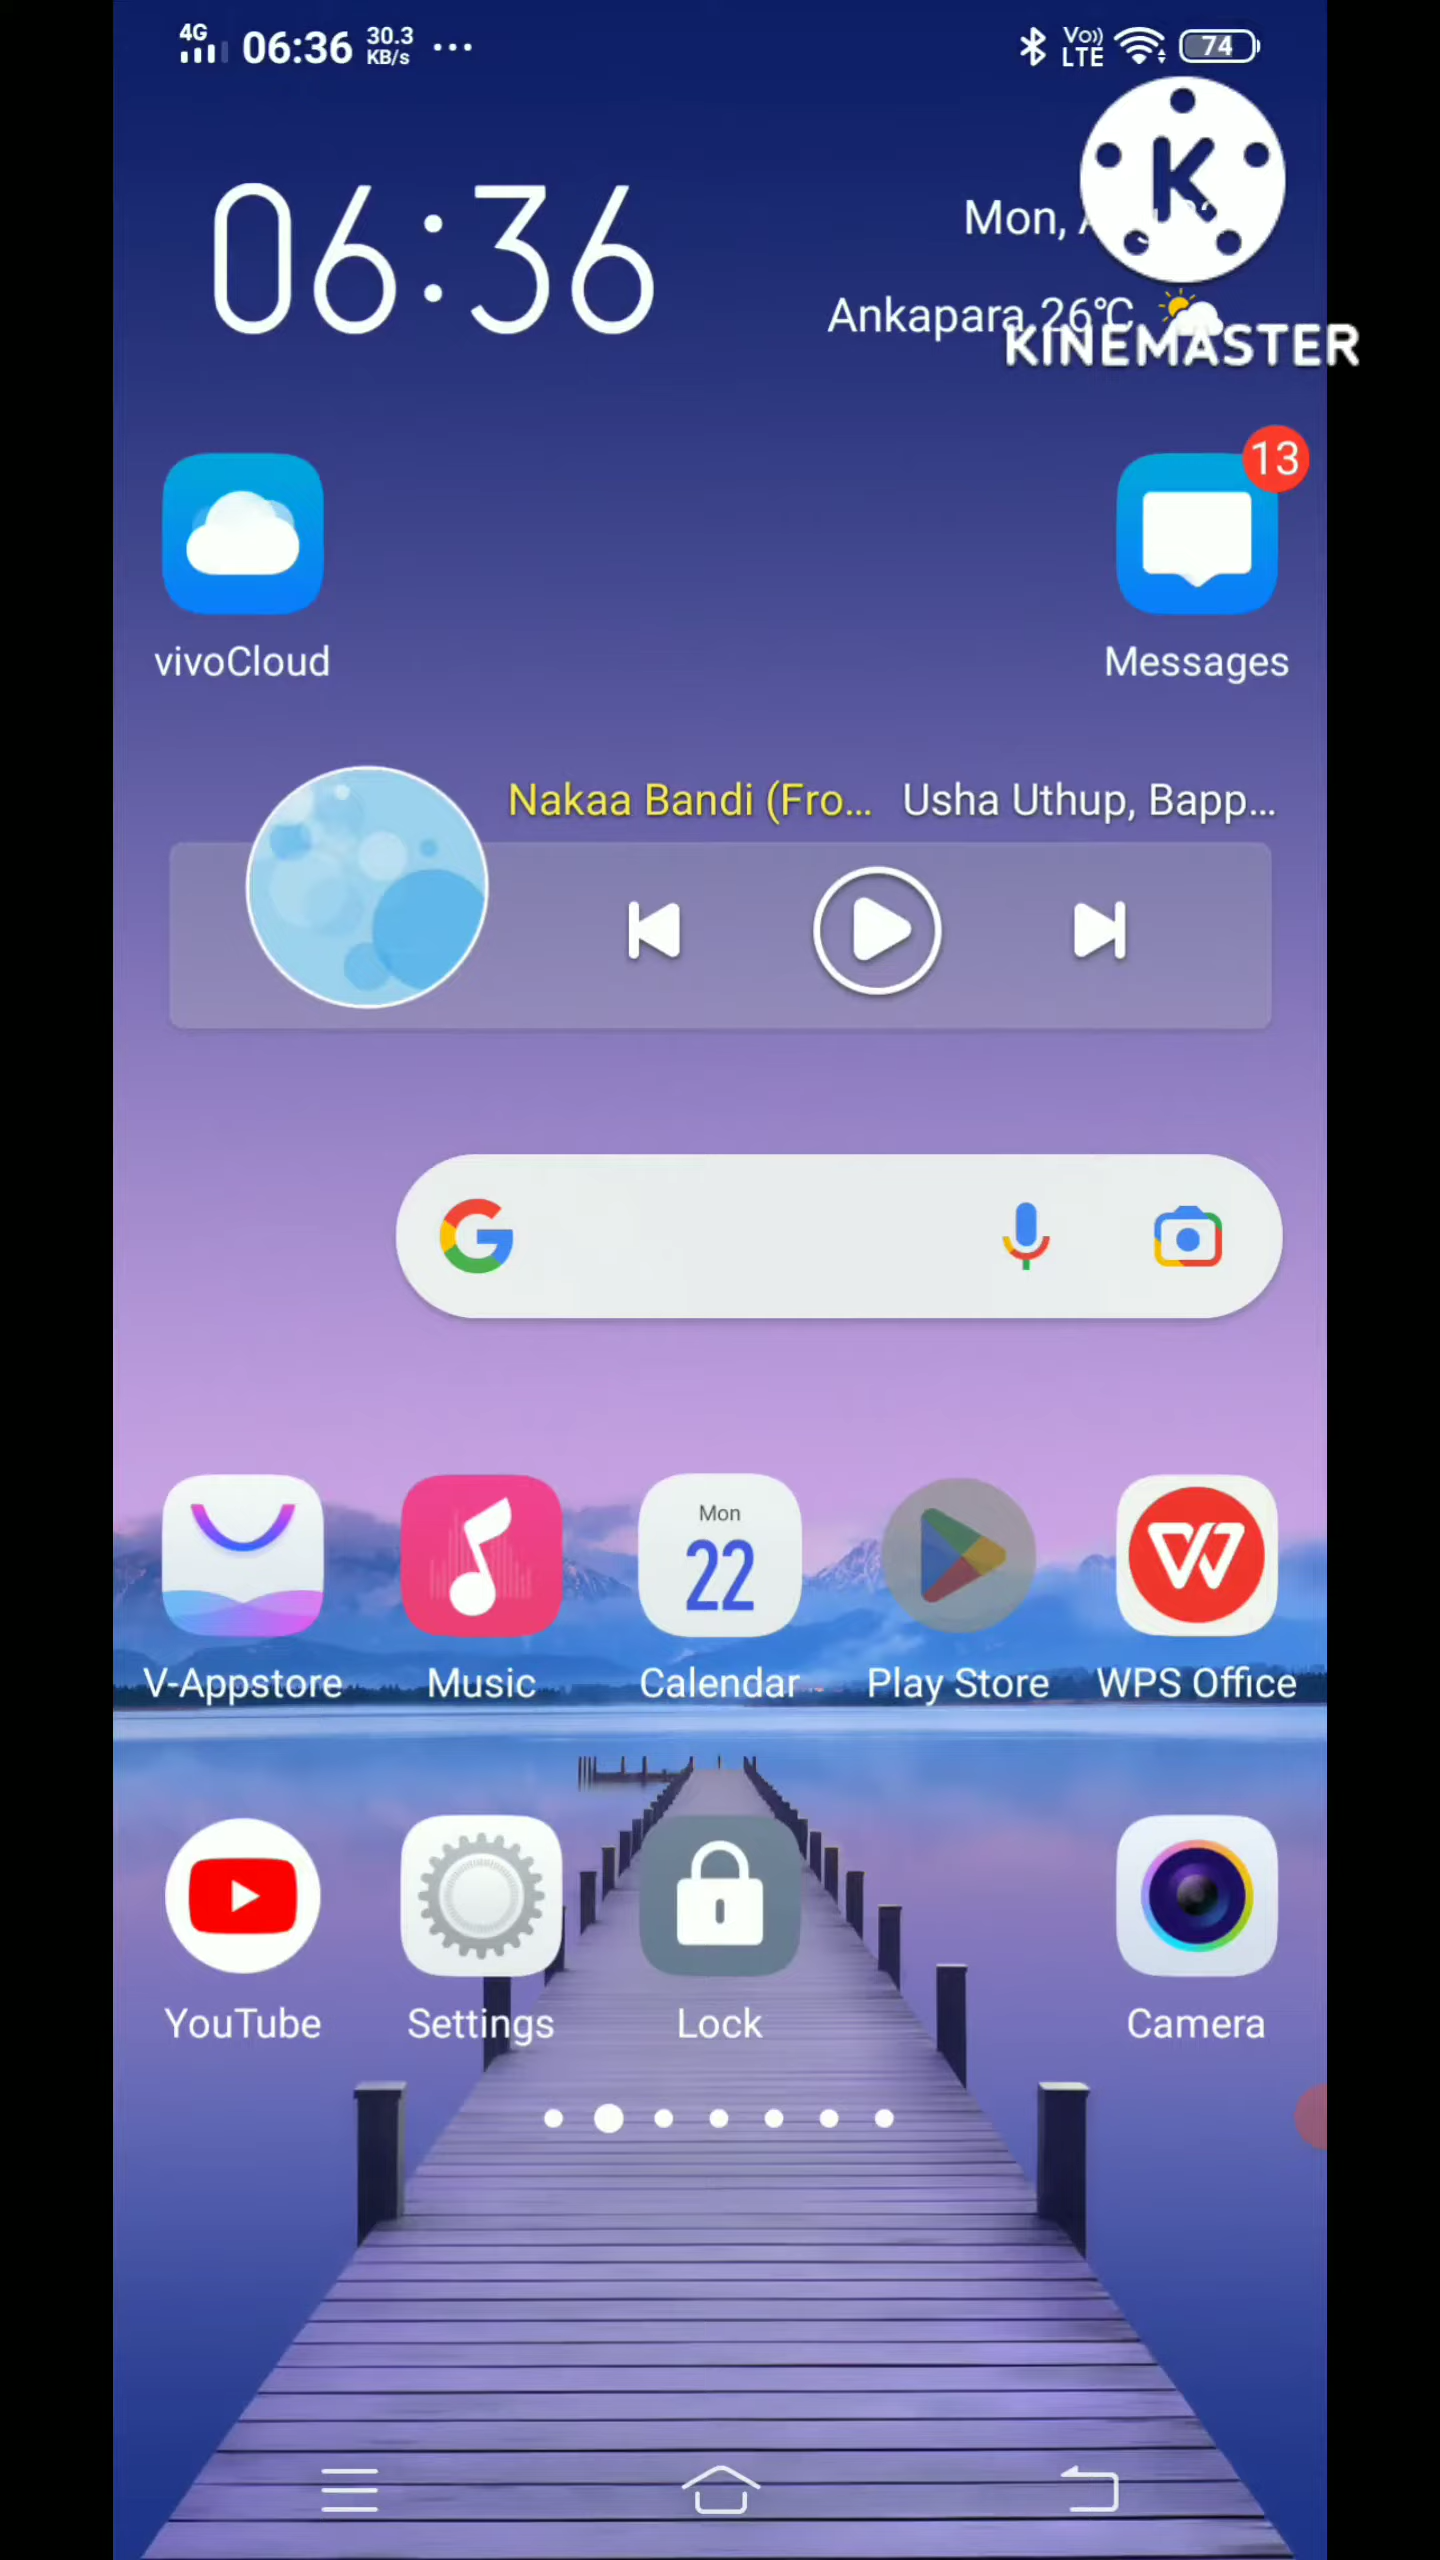 4G 06:36 30.3 KB/s ...
Vo)) LTE 74
06:36
Mon,
K
Ankapara 26°C
KINEMASTER
13
vivoCloud
Messages
Nakaa Bandi (Fro... Usha Uthup, Bapp...
Mon
22
V-Appstore Music Calendar Play Store WPS Office
YouTube Settings Lock Camera